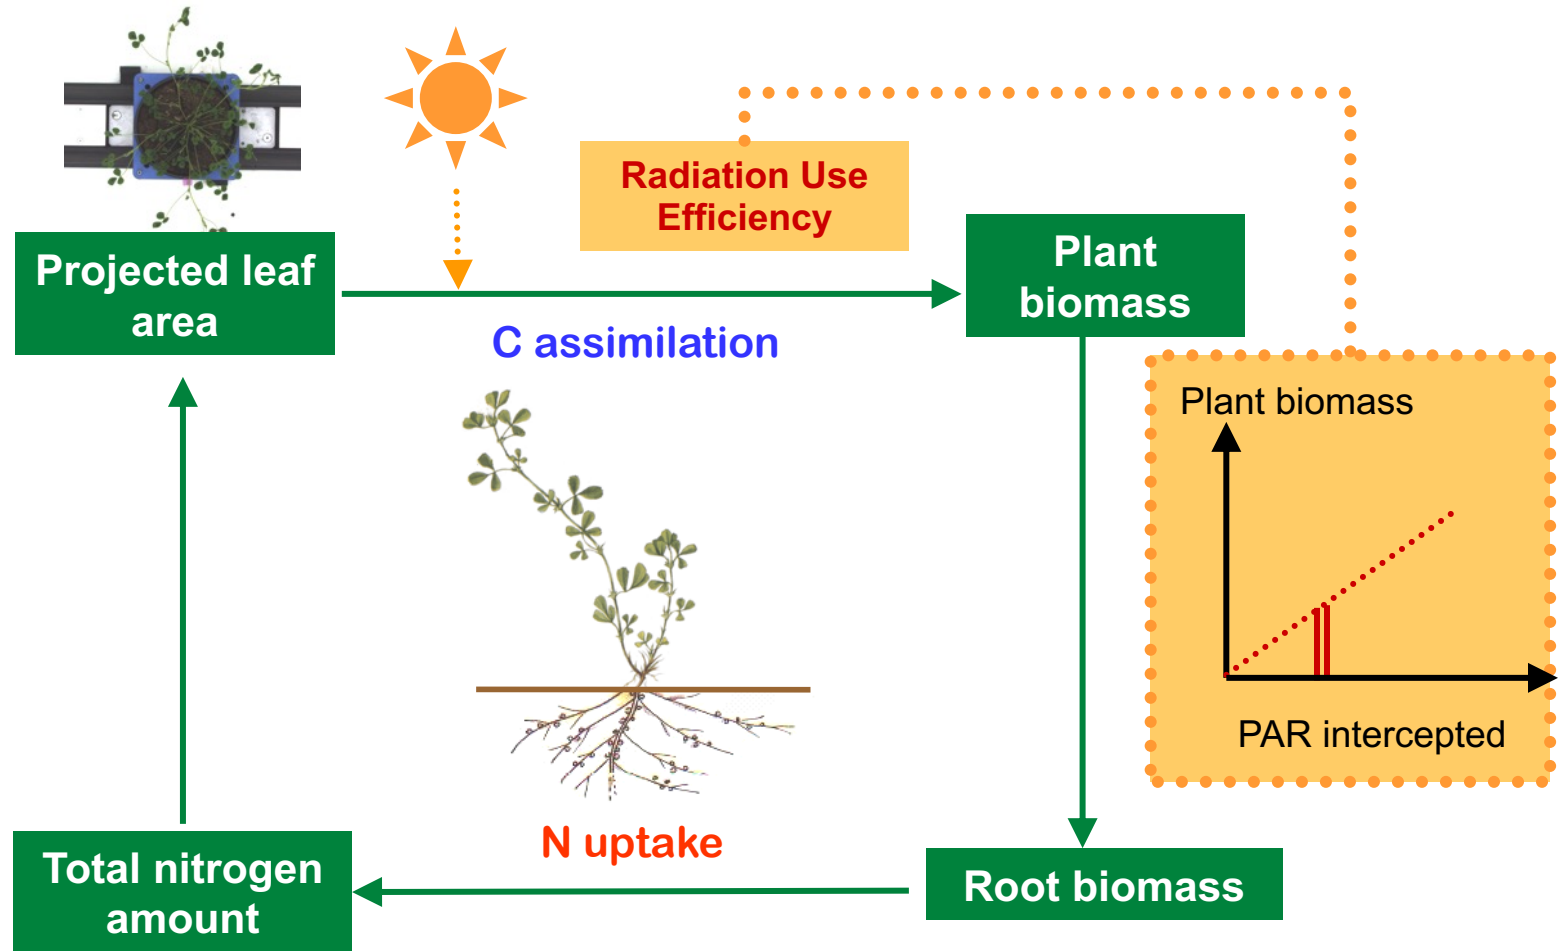 Radiation Use
Efficiency
Projected leaf
area
Plant
biomass
C assimilation
Plant biomass
PAR intercepted
N uptake
Total nitrogen
amount
Root biomass